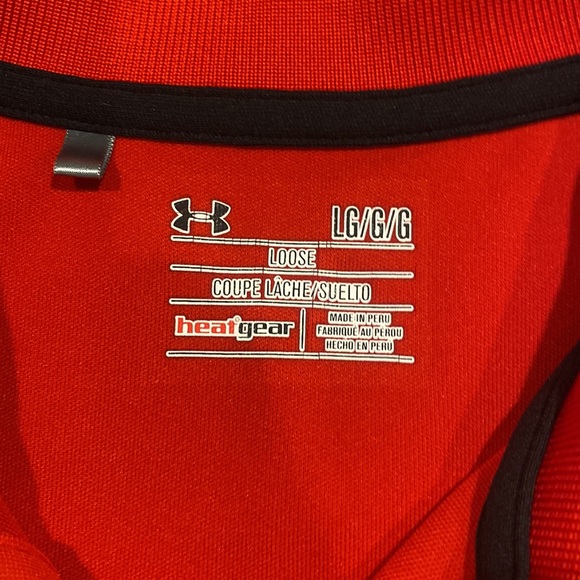 LG/G/G
LOOSE
COUPE LÂCHE/SUELTO
heatgear
MADE IN PERU
FABRIQUÉ AU PÉROU
HECHO EN PERÚ